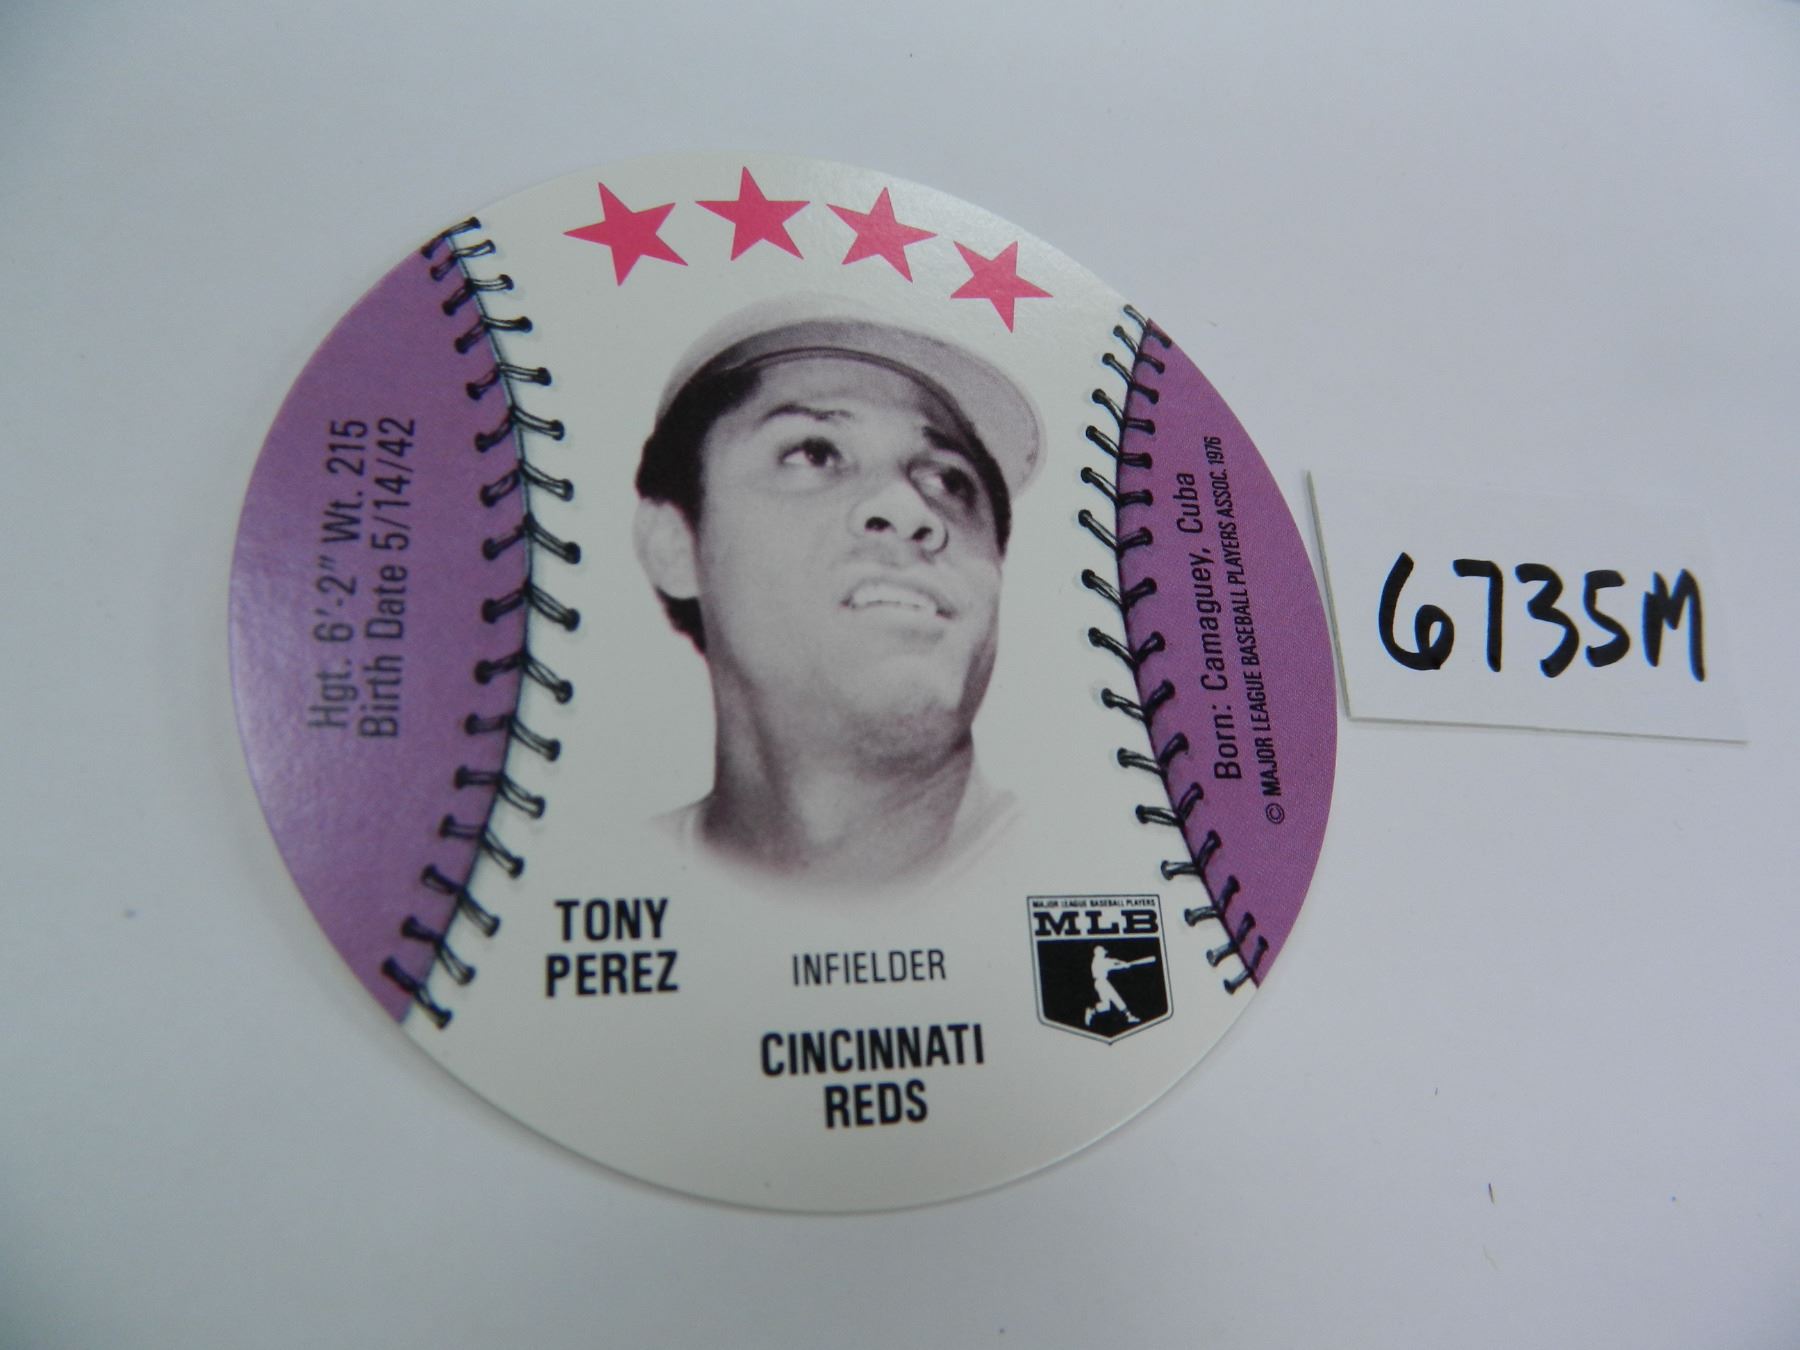 Hgt. 6'-2" Wt. 215
Birth Date 5/14/42
TONY
PEREZ
INFIELDER
CINCINNATI
REDS
MAJOR LEAGUE BASEBALL PLAYERS
MLB
Born: Camaguey, Cuba
© MAJOR LEAGUE BASEBALL PLAYERS ASSOC. 1976
6735M